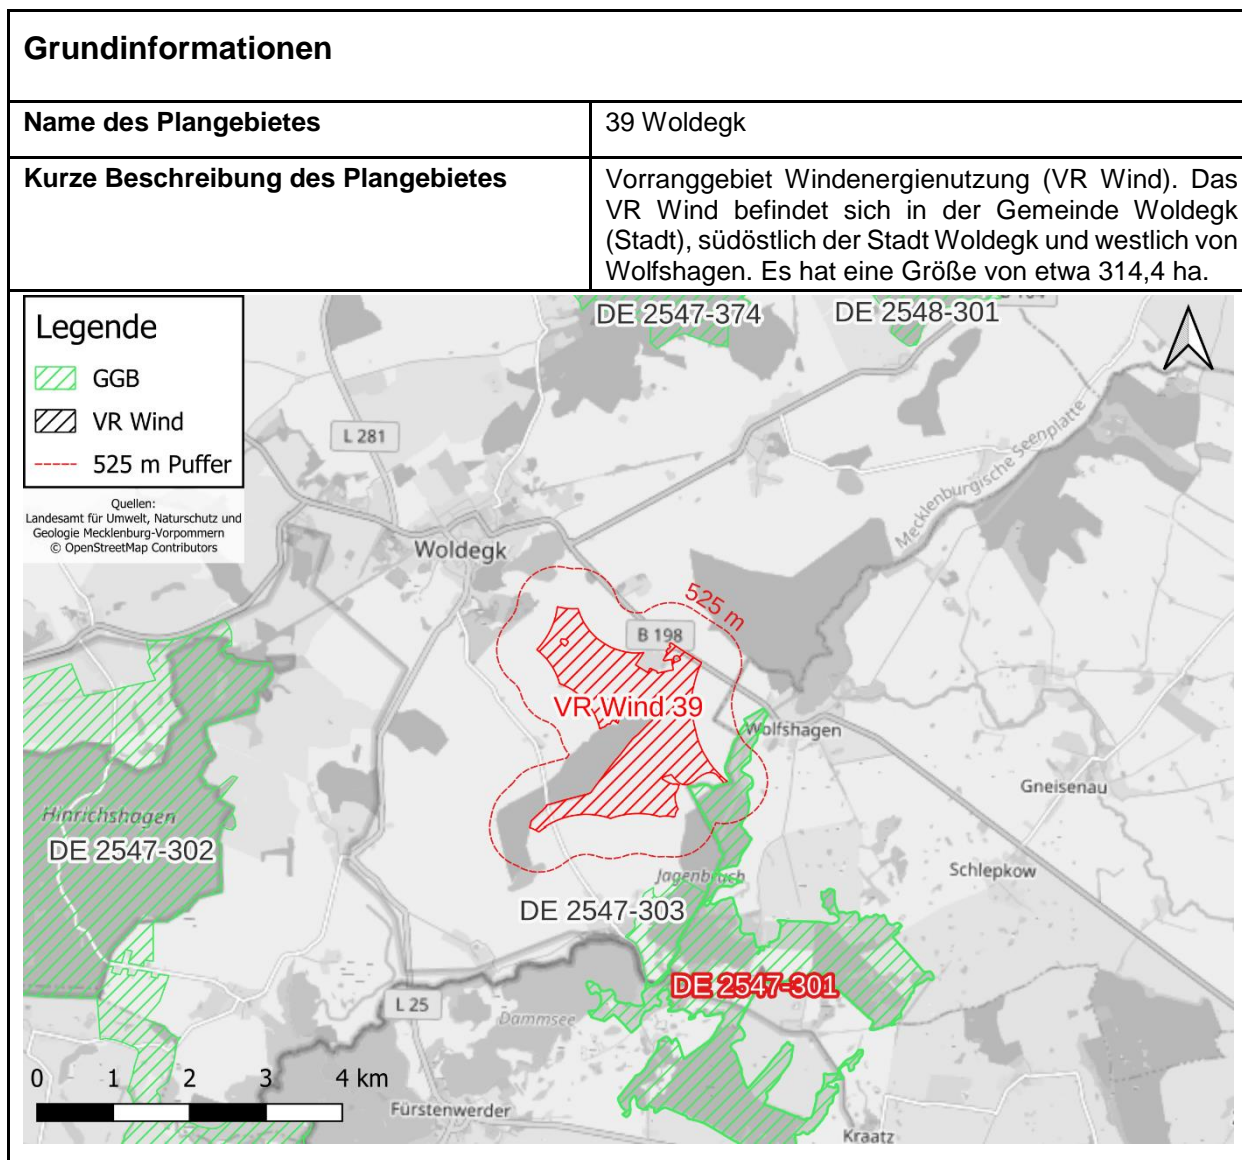 Grundinformationen
Name des Plangebietes
39 Woldegk
Kurze Beschreibung des Plangebietes
Vorranggebiet Windenergienutzung (VR Wind). Das
VR Wind befindet sich in der Gemeinde Woldegk
(Stadt), südöstlich der Stadt Woldegk und westlich von
Wolfshagen. Es hat eine Größe von etwa 314,4 ha.
Legende
GGB
VR Wind
525 m Puffer
Quellen:
Landesamt für Umwelt, Naturschutz und
Geologie Mecklenburg-Vorpommern
© OpenStreetMap Contributors
DE 2547-374
DE 2548-301
L 281
Mecklenburgische Seenplatte
Woldegk
525 m
B 198
VR Wind 39
Wolfshagen
Gneisenau
Hinrichshagen
DE 2547-302
Schlepkow
Jagenbruch
DE 2547-303
DE 2547-301
L 25
Dammsee
0 1 2 3 4 km
Fürstenwerder
Kraatz